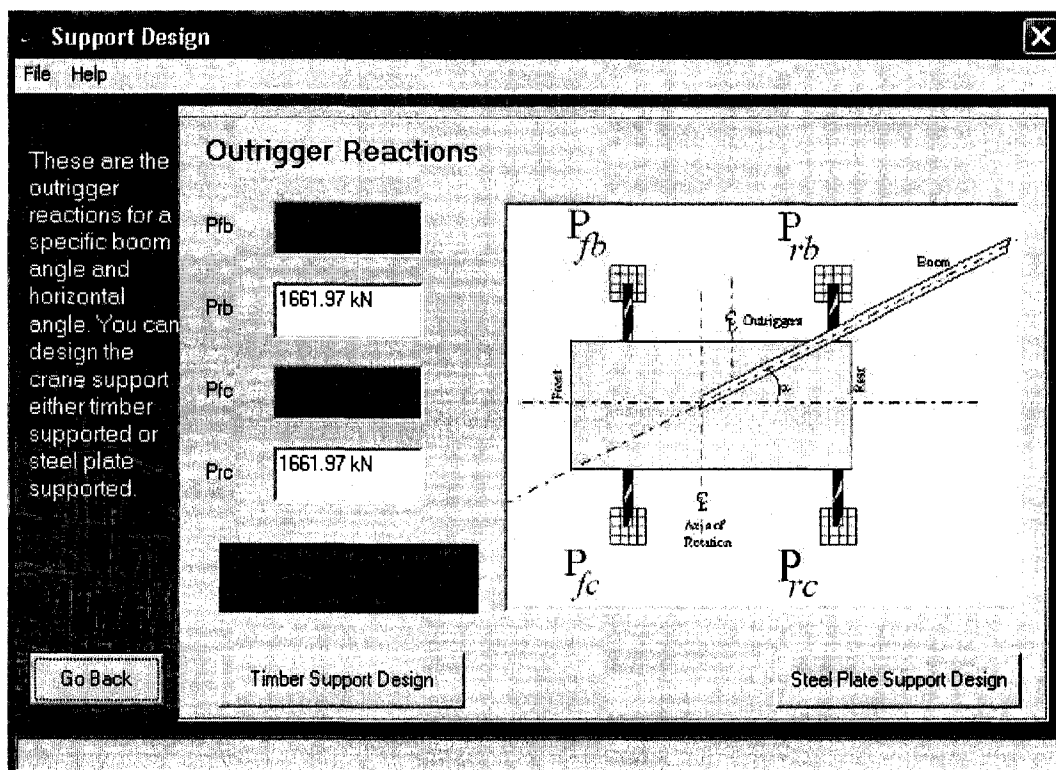 Support Design
File Help
These are the
outrigger
reactions for a
specific boom
angle and
horizontal
angle. You can
design the
crane support
either timber
supported or
steel plate
supported.
Go Back
Outrigger Reactions
Pfb
Prb
1661.97 kN
Pfc
Prc
1661.97 kN
Timber Support Design
Steel Plate Support Design
Pfb
Prb
Boom
℄ Outriggers
Front
Rear
℄
Axis of
Rotation
Pfc
Prc